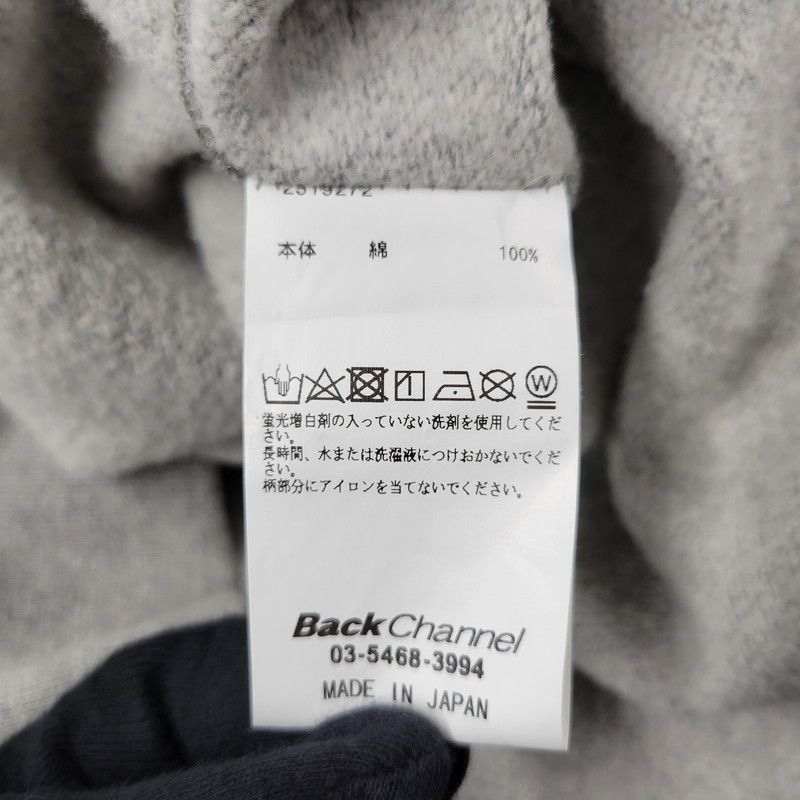 2519272
本体 綿 100%
W
蛍光増白剤の入っていない洗剤を使用してくだ
さい。
長時間、水または洗濯液につけおかないでくだ
さい。
柄部分にアイロンを当てないでください。
BackChannel
03-5468-3994
MADE IN JAPAN